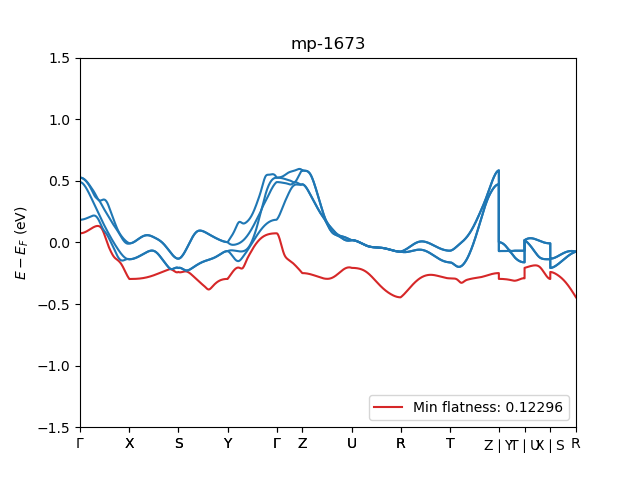 mp-1673
1.5
1.0
0.5
0.0
−0.5
−1.0
−1.5
E − E_F (eV)
Min flatness: 0.12296
Γ X S Y Γ Z U R T Z | Y T | U X | S R